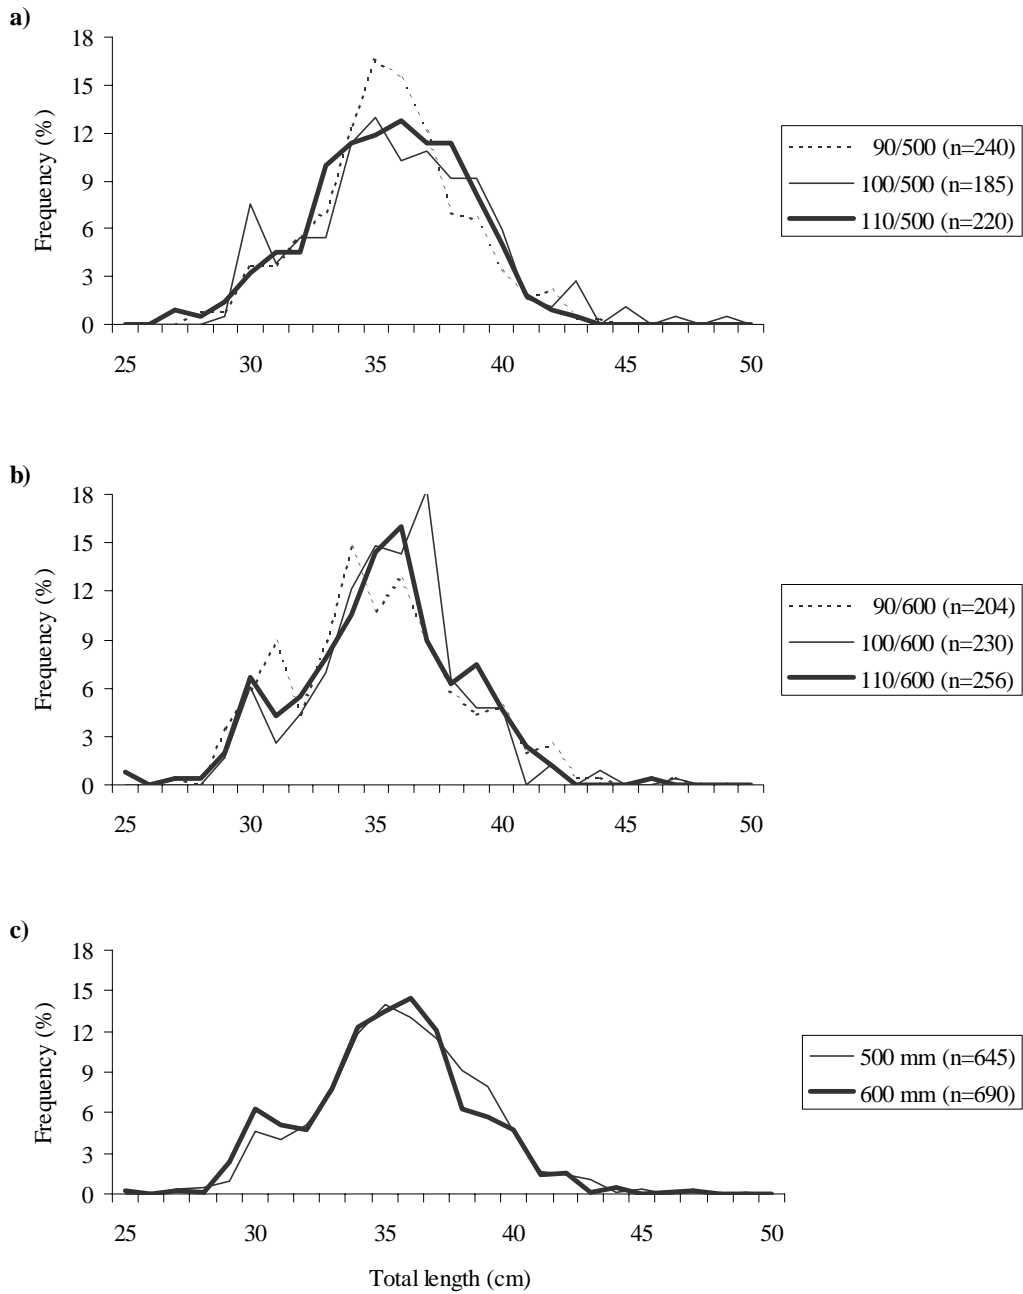 a)
18
15
12
9
6
3
0
Frequency (%)
25 30 35 40 45 50
90/500 (n=240)
100/500 (n=185)
110/500 (n=220)
b)
18
15
12
9
6
3
0
Frequency (%)
25 30 35 40 45 50
90/600 (n=204)
100/600 (n=230)
110/600 (n=256)
c)
18
15
12
9
6
3
0
Frequency (%)
25 30 35 40 45 50
Total length (cm)
500 mm (n=645)
600 mm (n=690)